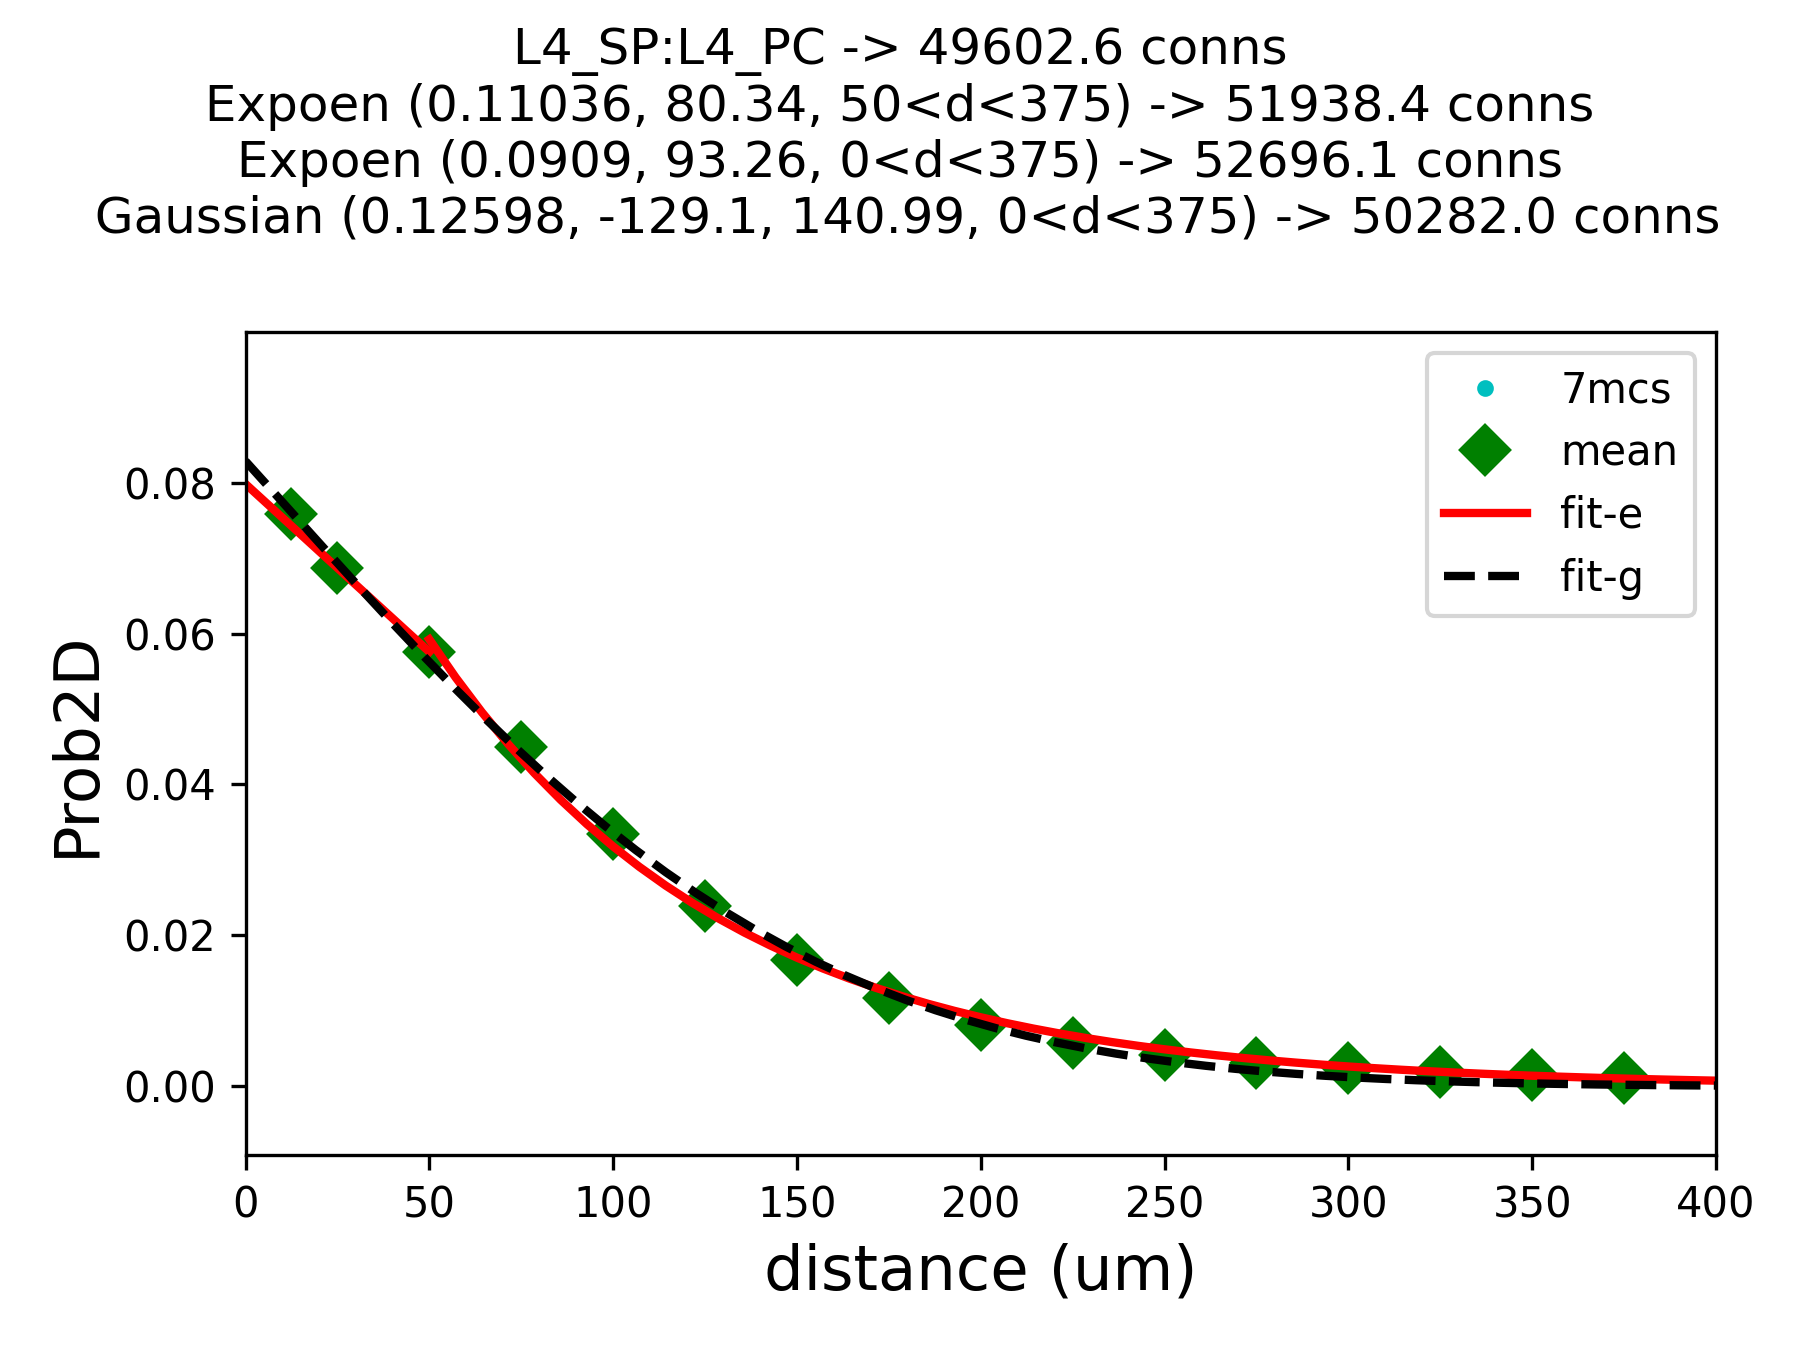 L4_SP:L4_PC -> 49602.6 conns
Expoen (0.11036, 80.34, 50<d<375) -> 51938.4 conns
Expoen (0.0909, 93.26, 0<d<375) -> 52696.1 conns
Gaussian (0.12598, -129.1, 140.99, 0<d<375) -> 50282.0 conns
7mcs
mean
fit-e
fit-g
Prob2D
0.08
0.06
0.04
0.02
0.00
0 50 100 150 200 250 300 350 400
distance (um)